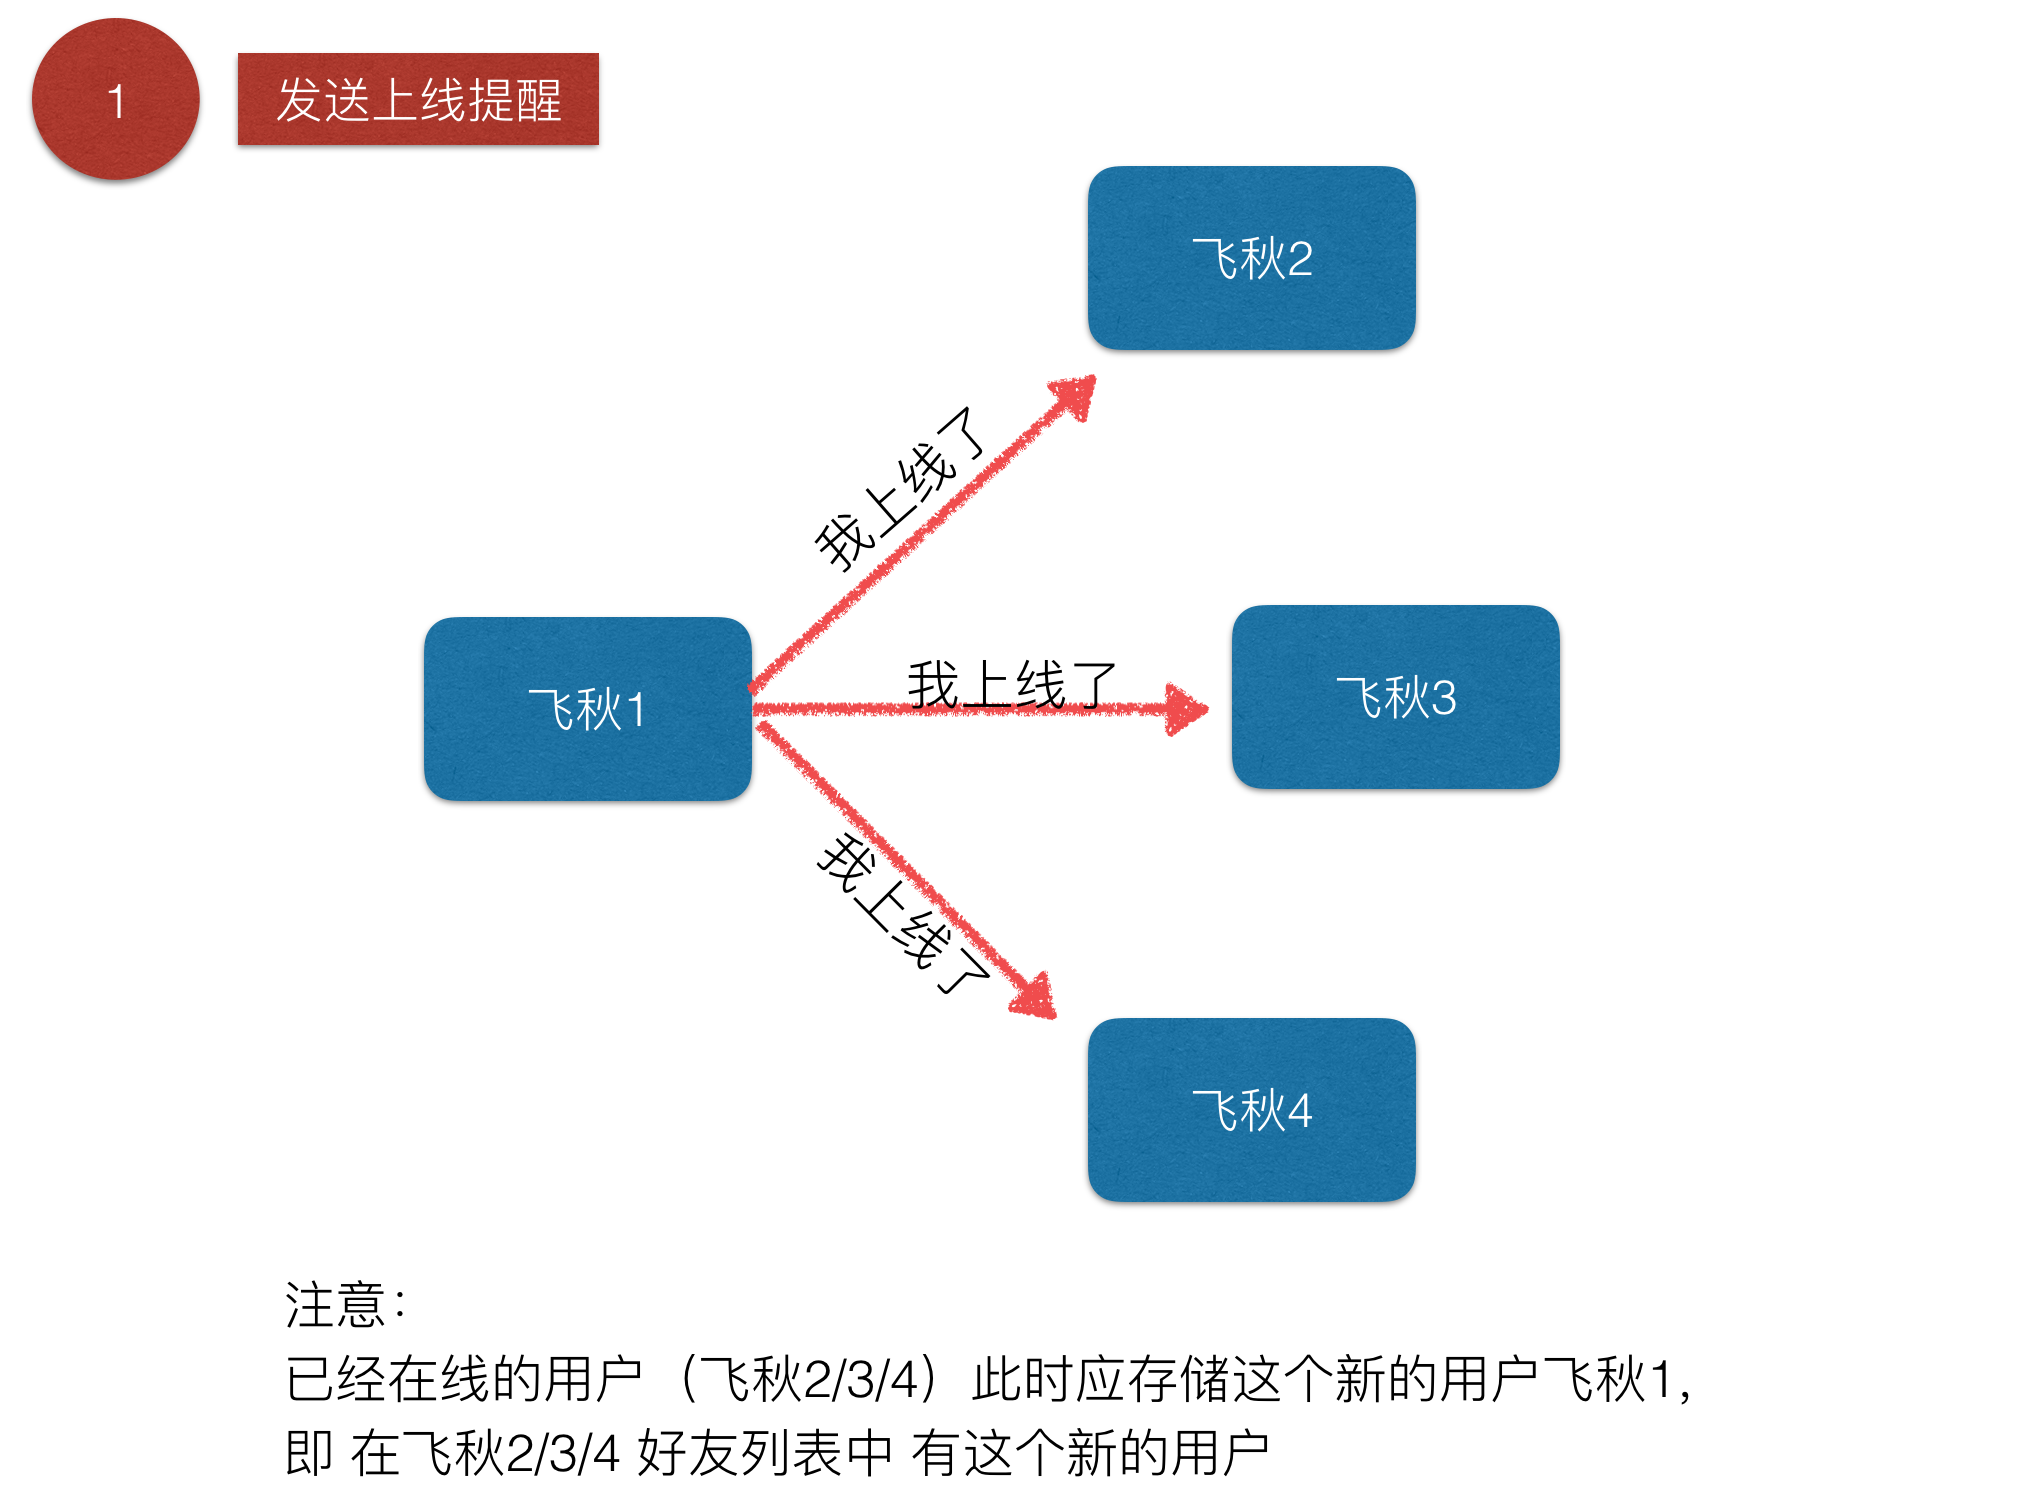 1
发送上线提醒
飞秋2
我上线了
飞秋1
我上线了
飞秋3
我上线了
飞秋4
注意：
已经在线的用户（飞秋2/3/4）此时应存储这个新的用户飞秋1，
即 在飞秋2/3/4 好友列表中 有这个新的用户